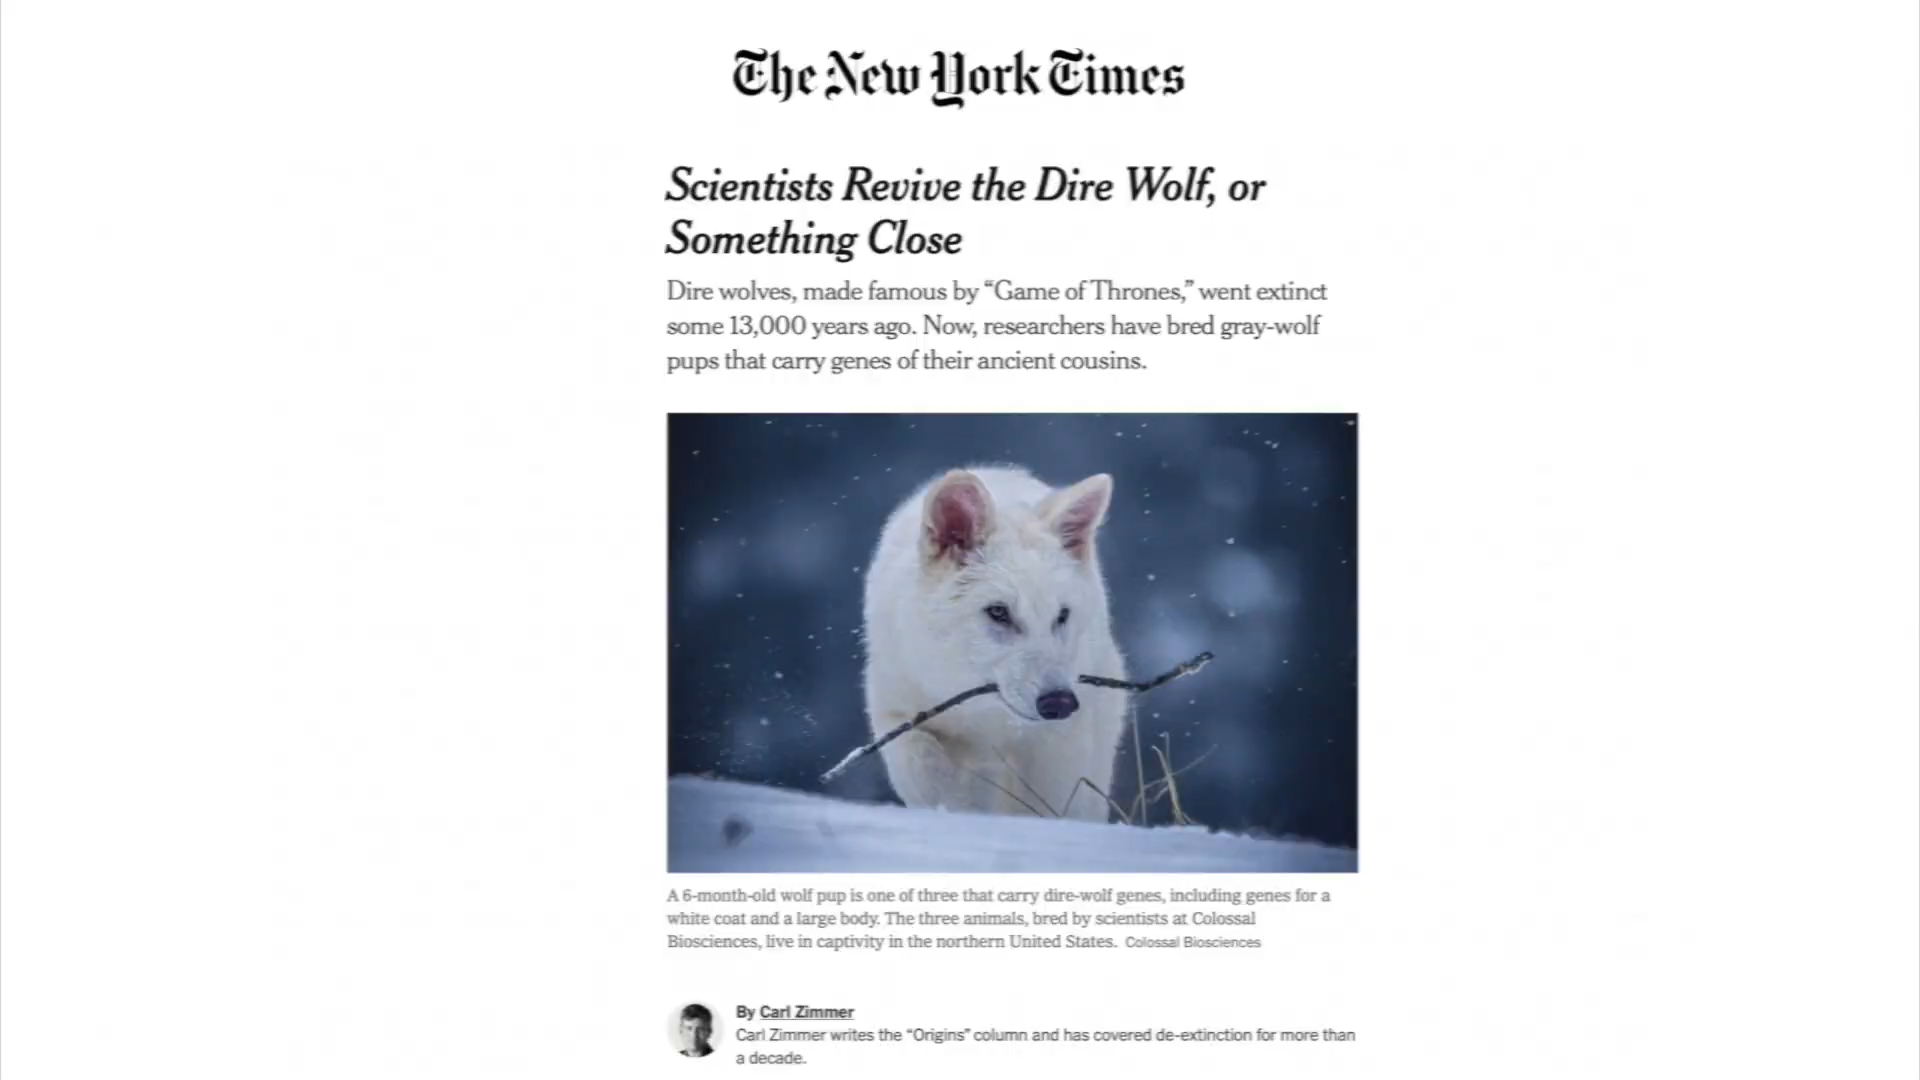 The New York Times
Scientists Revive the Dire Wolf, or
Something Close
Dire wolves, made famous by “Game of Thrones,” went extinct
some 13,000 years ago. Now, researchers have bred gray-wolf
pups that carry genes of their ancient cousins.
A 6-month-old wolf pup is one of three that carry dire-wolf genes, including genes for a
white coat and a large body. The three animals, bred by scientists at Colossal
Biosciences, live in captivity in the northern United States. Colossal Biosciences
By Carl Zimmer
Carl Zimmer writes the “Origins” column and has covered de-extinction for more than
a decade.